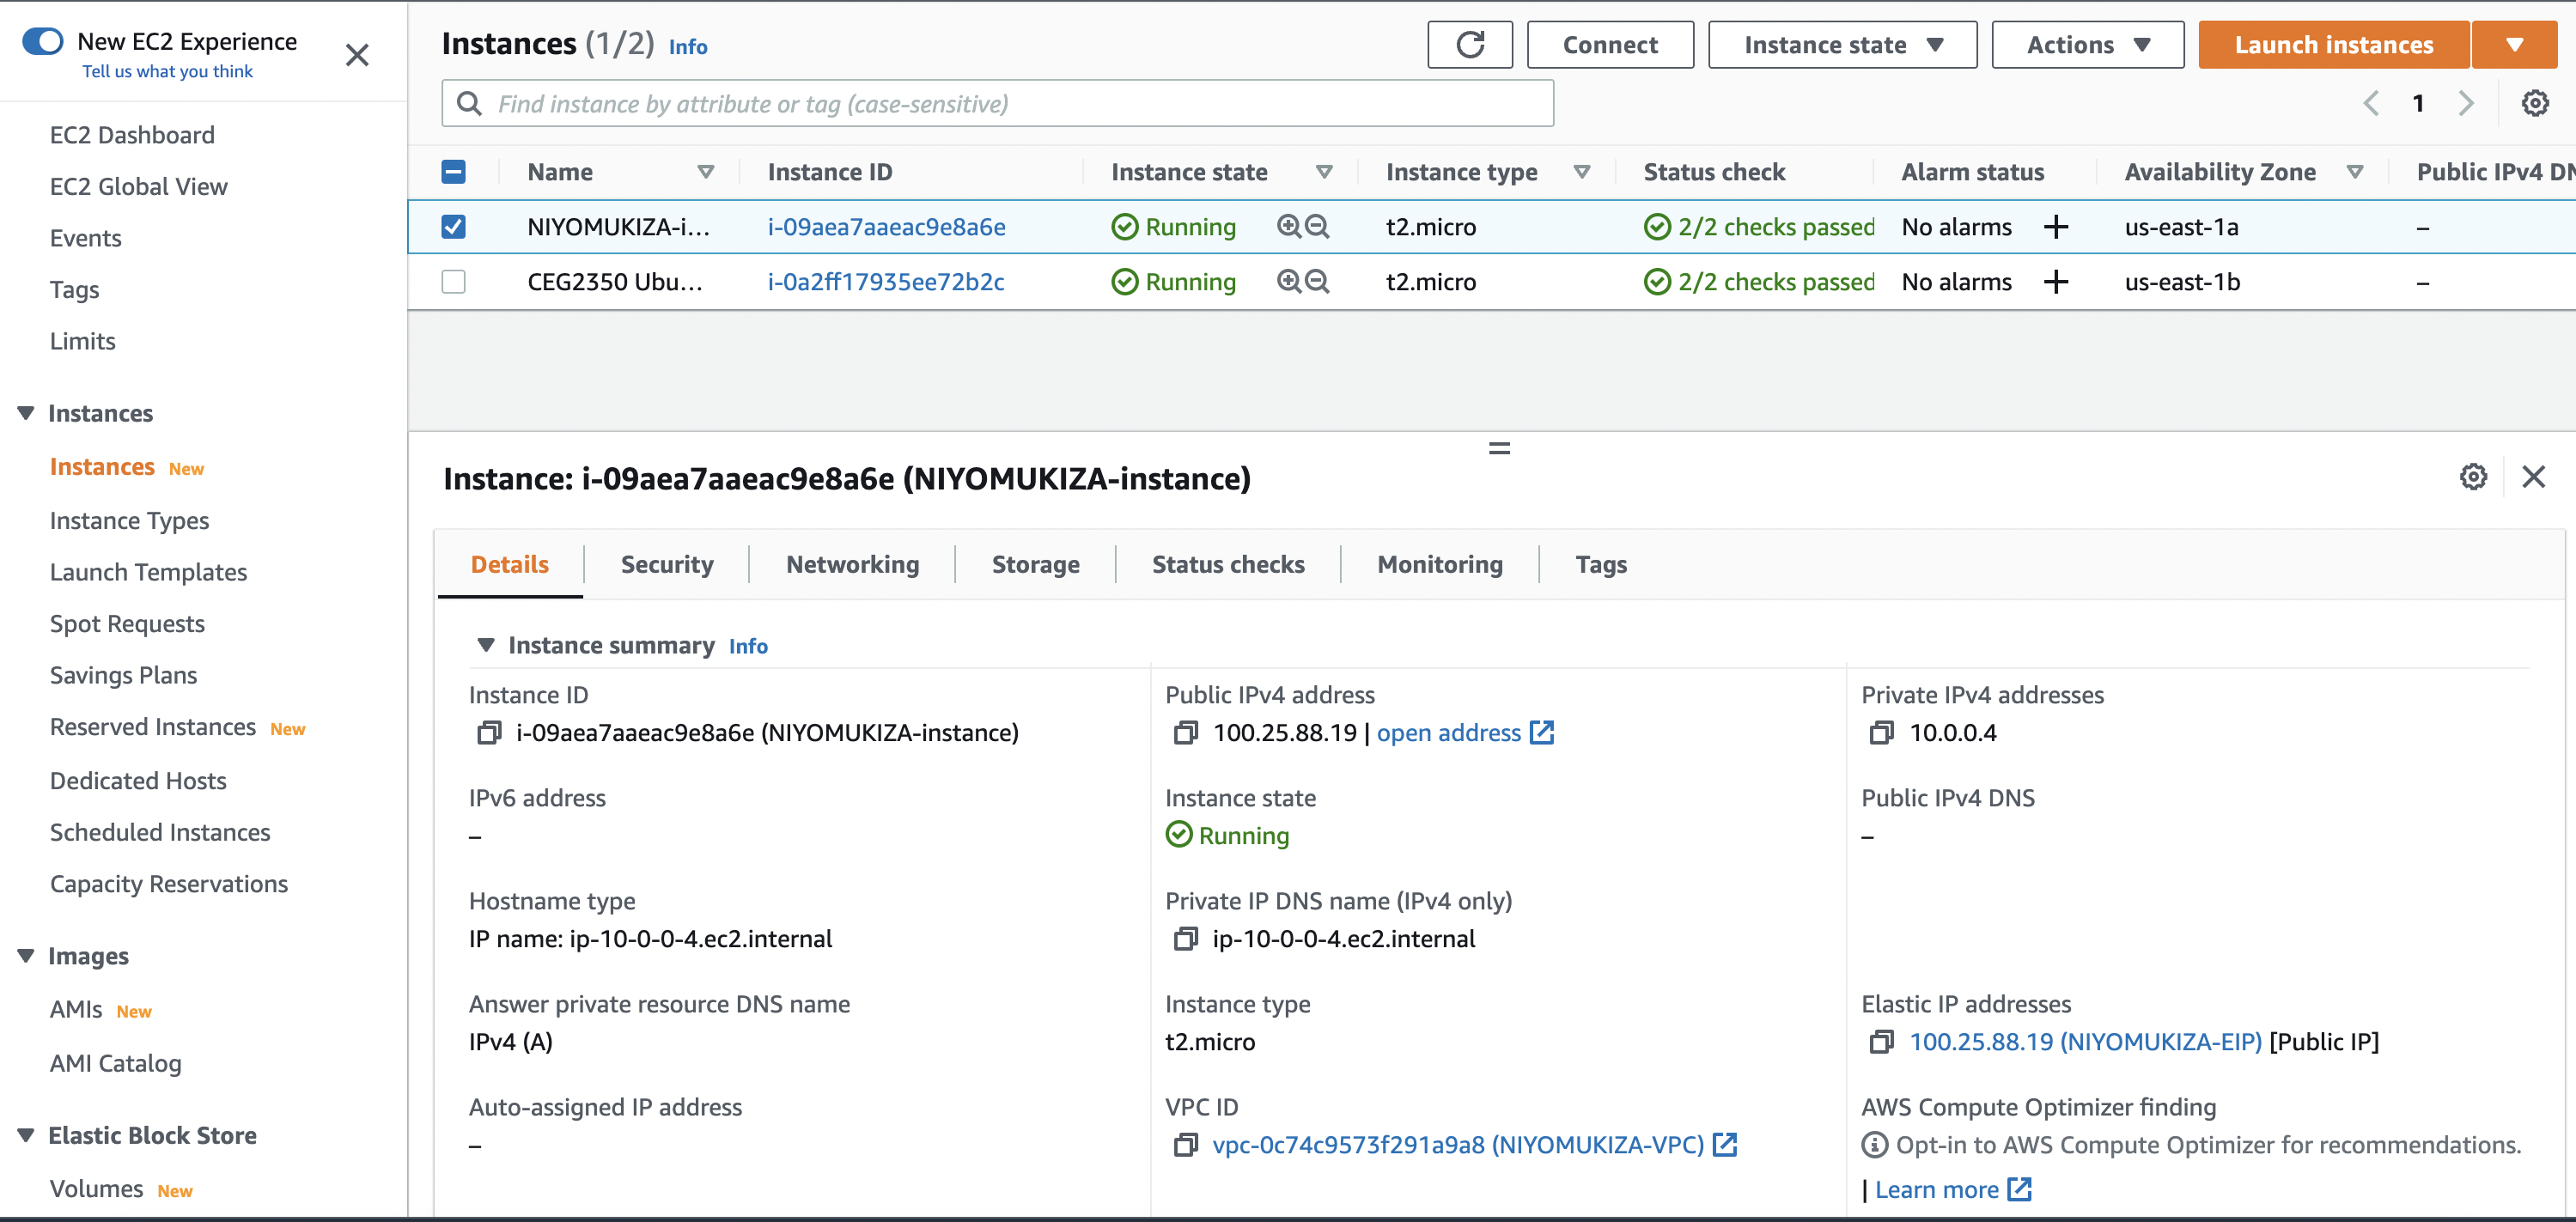 New EC2 Experience
Tell us what you think
EC2 Dashboard
EC2 Global View
Events
Tags
Limits
Instances
Instances New
Instance Types
Launch Templates
Spot Requests
Savings Plans
Reserved Instances New
Dedicated Hosts
Scheduled Instances
Capacity Reservations
Images
AMIs New
AMI Catalog
Elastic Block Store
Volumes New
Instances (1/2) Info
Connect
Instance state
Actions
Launch instances
Find instance by attribute or tag (case-sensitive)
1
Name Instance ID Instance state Instance type Status check Alarm status Availability Zone Public IPv4 DN
NIYOMUKIZA-i... i-09aea7aaeac9e8a6e Running t2.micro 2/2 checks passed No alarms + us-east-1a –
CEG2350 Ubu... i-0a2ff17935ee72b2c Running t2.micro 2/2 checks passed No alarms + us-east-1b –
Instance: i-09aea7aaeac9e8a6e (NIYOMUKIZA-instance)
Details Security Networking Storage Status checks Monitoring Tags
Instance summary Info
Instance ID
i-09aea7aaeac9e8a6e (NIYOMUKIZA-instance)
Public IPv4 address
100.25.88.19 | open address
Private IPv4 addresses
10.0.0.4
IPv6 address
–
Instance state
Running
Public IPv4 DNS
–
Hostname type
IP name: ip-10-0-0-4.ec2.internal
Private IP DNS name (IPv4 only)
ip-10-0-0-4.ec2.internal
Answer private resource DNS name
IPv4 (A)
Instance type
t2.micro
Elastic IP addresses
100.25.88.19 (NIYOMUKIZA-EIP) [Public IP]
Auto-assigned IP address
–
VPC ID
vpc-0c74c9573f291a9a8 (NIYOMUKIZA-VPC)
AWS Compute Optimizer finding
Opt-in to AWS Compute Optimizer for recommendations.
| Learn more